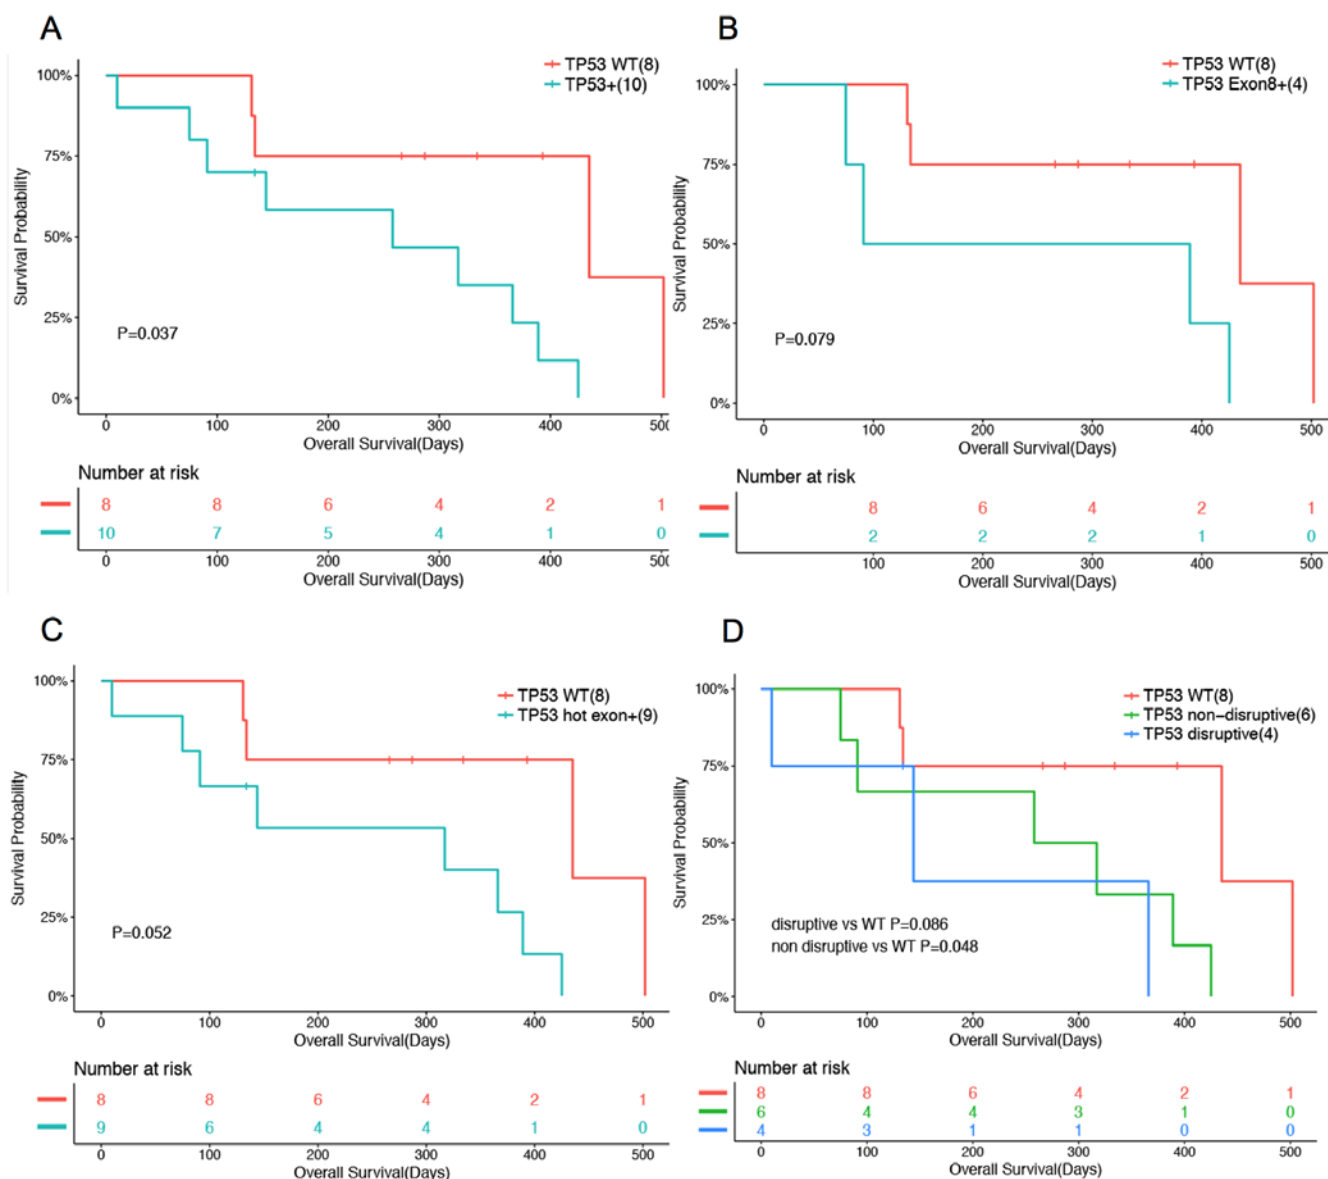 A
TP53 WT(8)
TP53+(10)
100%
75%
50%
25%
0%
Survival Probability
P=0.037
0 100 200 300 400 500
Overall Survival(Days)
Number at risk
8 8 6 4 2 1
10 7 5 4 1 0
0 100 200 300 400 500
Overall Survival(Days)
B
TP53 WT(8)
TP53 Exon8+(4)
100%
75%
50%
25%
0%
Survival Probability
P=0.079
0 100 200 300 400 500
Overall Survival(Days)
Number at risk
8 6 4 2 1
2 2 2 1 0
100 200 300 400 500
Overall Survival(Days)
C
TP53 WT(8)
TP53 hot exon+(9)
100%
75%
50%
25%
0%
Survival Probability
P=0.052
0 100 200 300 400 500
Overall Survival(Days)
Number at risk
8 8 6 4 2 1
9 6 4 4 1 0
0 100 200 300 400 500
Overall Survival(Days)
D
TP53 WT(8)
TP53 non-disruptive(6)
TP53 disruptive(4)
100%
75%
50%
25%
0%
Survival Probability
disruptive vs WT P=0.086
non disruptive vs WT P=0.048
0 100 200 300 400 500
Overall Survival(Days)
Number at risk
8 8 6 4 2 1
6 4 4 3 1 0
4 3 1 1 0 0
0 100 200 300 400 500
Overall Survival(Days)